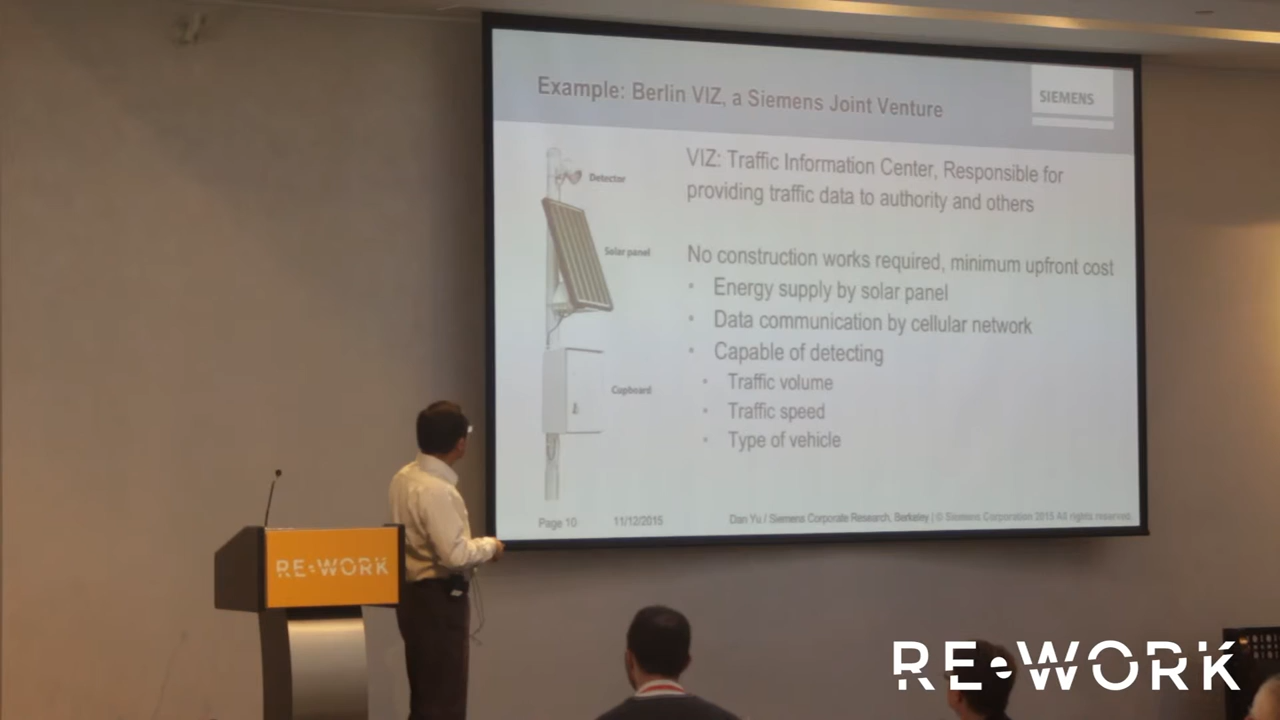 Example: Berlin VIZ, a Siemens Joint Venture
SIEMENS
Detector
Solar panel
Cupboard
VIZ: Traffic Information Center, Responsible for
providing traffic data to authority and others
No construction works required, minimum upfront cost
• Energy supply by solar panel
• Data communication by cellular network
• Capable of detecting
• Traffic volume
• Traffic speed
• Type of vehicle
Page 10
11/12/2015
Dan Yu / Siemens Corporate Research, Berkeley | © Siemens Corporation 2015 All rights reserved
RE•WORK
RE•WORK